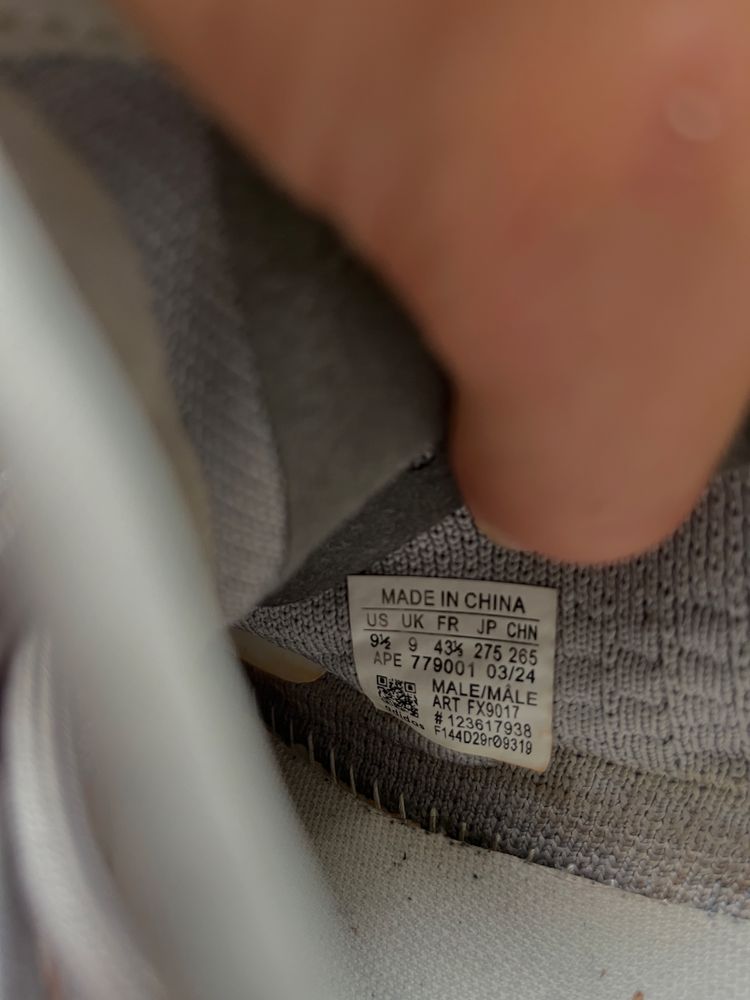 MADE IN CHINA
US UK FR JP CHN
9½ 9 43⅓ 275 265
APE 779001 03/24
MALE/MÂLE
ART FX9017
# 123617938
F144D29r09319
adidas